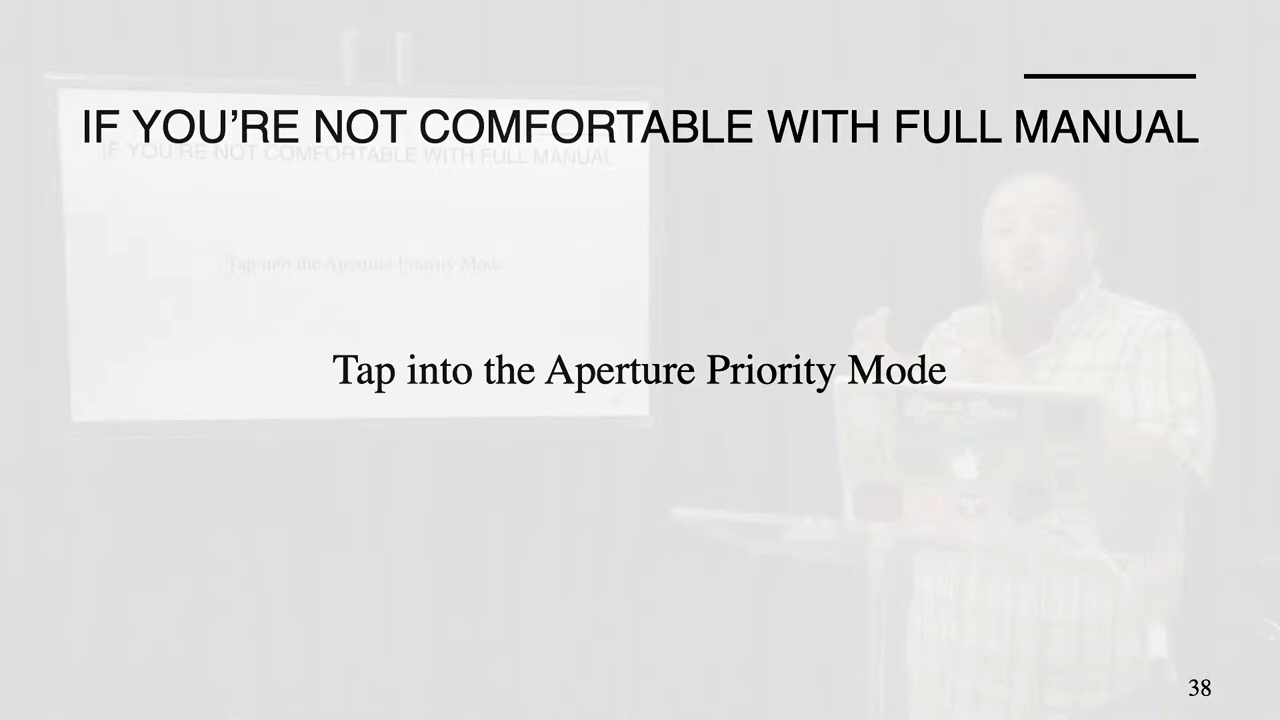 IF YOU'RE NOT COMFORTABLE WITH FULL MANUAL
IF YOU'RE NOT COMFORTABLE WITH FULL MANUAL
Tap into the Aperture Priority Mode
Tap into the Aperture Priority Mode
38